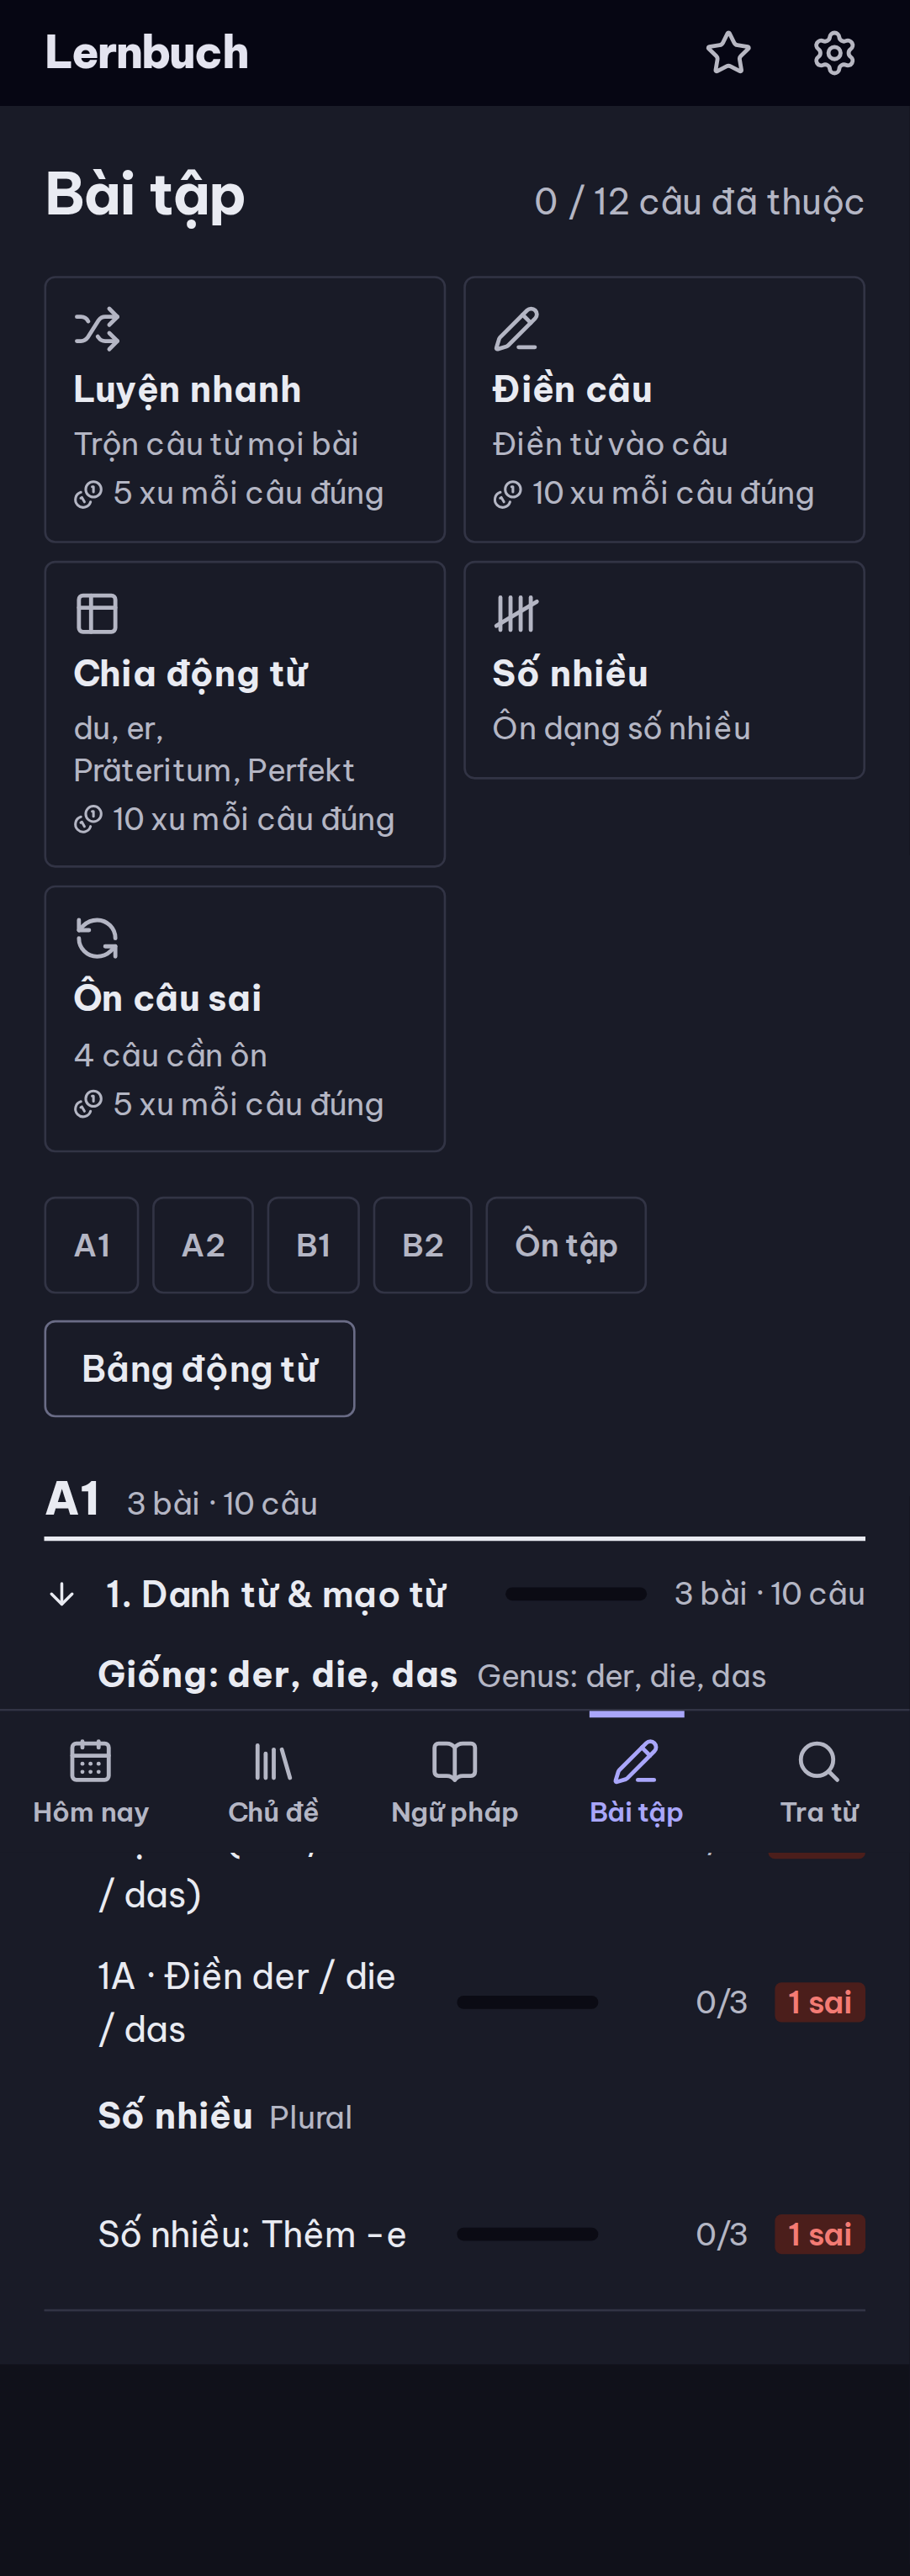 Lernbuch
Bài tập
0 / 12 câu đã thuộc
Luyện nhanh
Trộn câu từ mọi bài
5 xu mỗi câu đúng
Điền câu
Điền từ vào câu
10 xu mỗi câu đúng
Chia động từ
du, er,
Präteritum, Perfekt
10 xu mỗi câu đúng
Số nhiều
Ôn dạng số nhiều
Ôn câu sai
4 câu cần ôn
5 xu mỗi câu đúng
A1
A2
B1
B2
Ôn tập
Bảng động từ
A1 3 bài · 10 câu
1. Danh từ & mạo từ 3 bài · 10 câu
Giống: der, die, das Genus: der, die, das
Hôm nay
Chủ đề
Ngữ pháp
Bài tập
Tra từ
/ das)
1A · Điền der / die
/ das
0/3 1 sai
Số nhiều Plural
Số nhiều: Thêm -e 0/3 1 sai